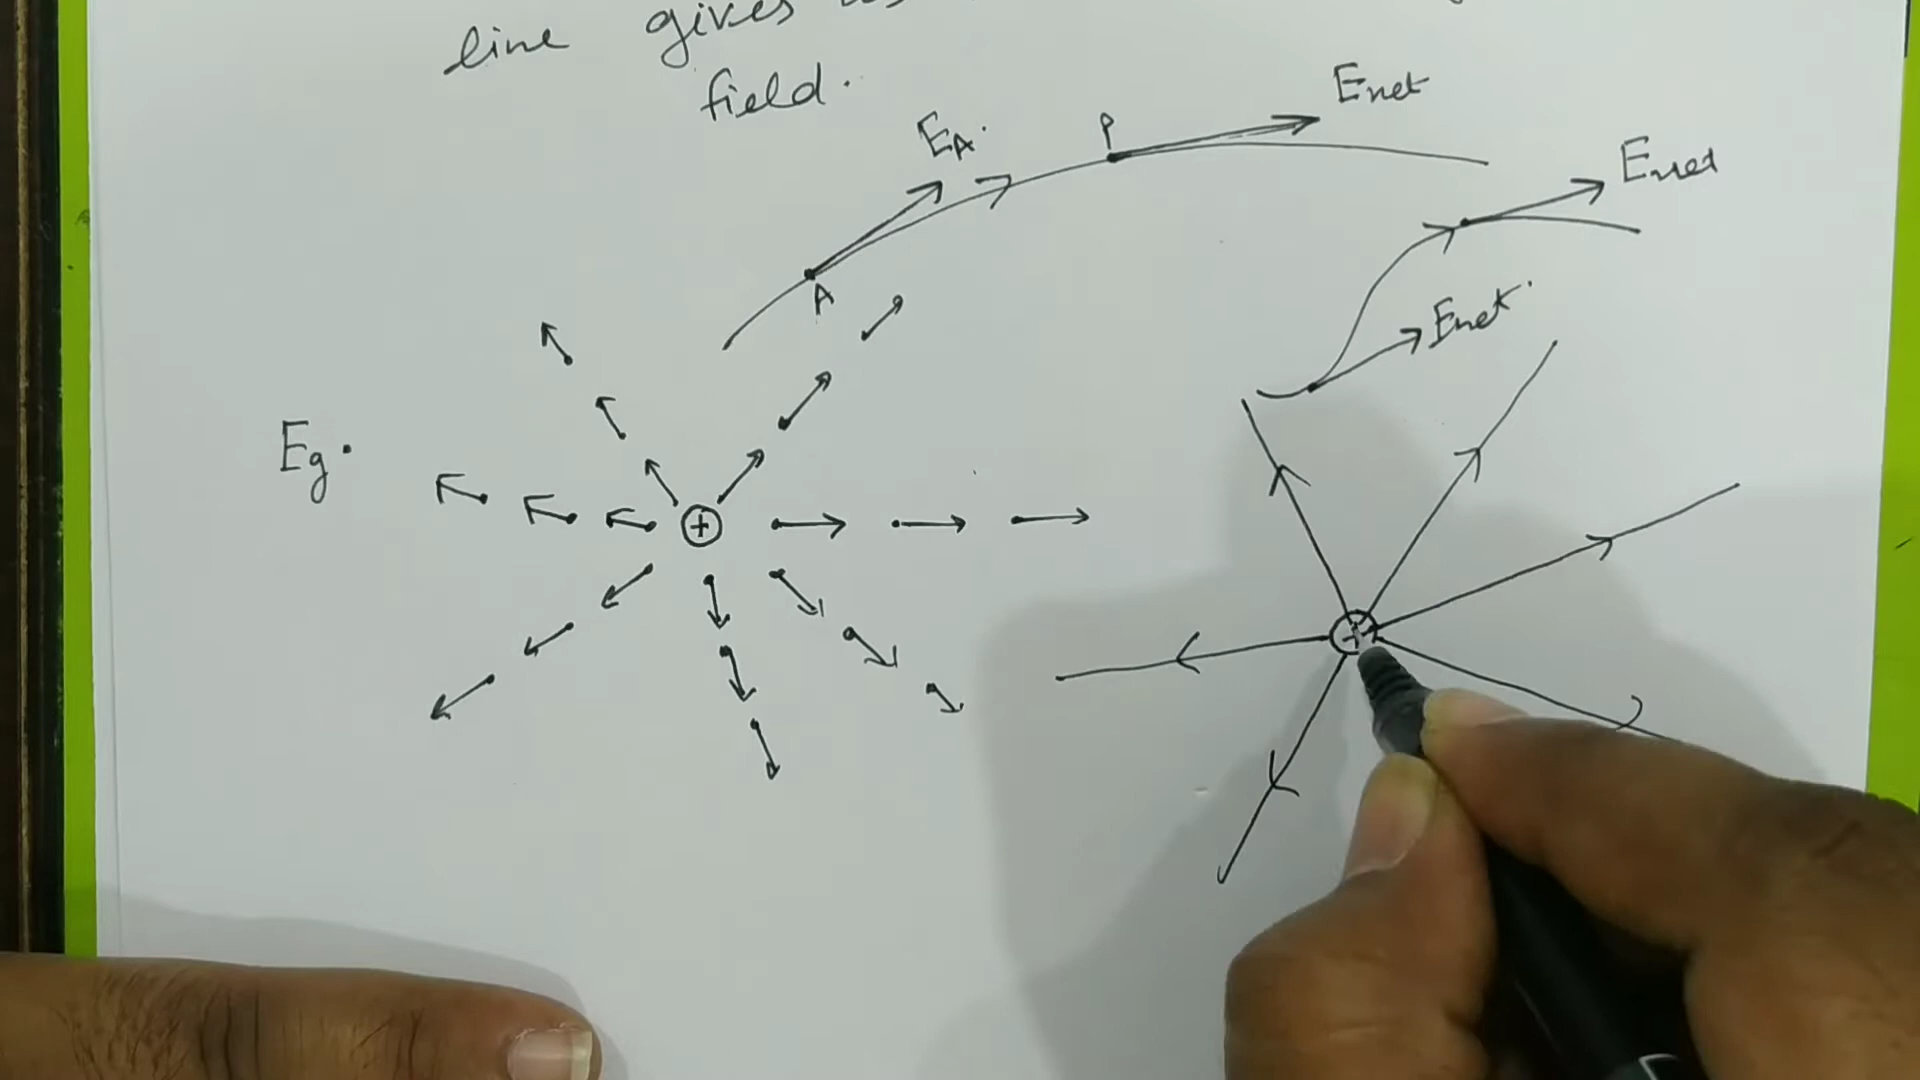 line gives
field.
Enet
EA.
P
Enet
A
Enet.
Eg.
+
+